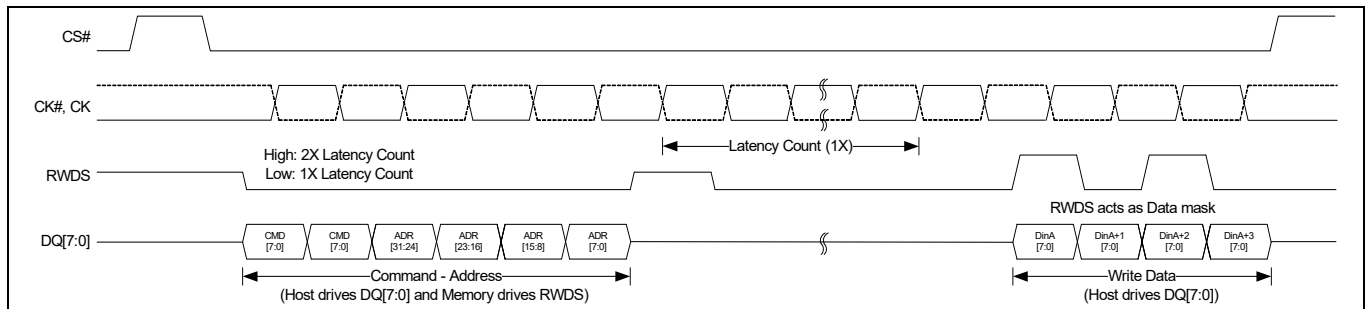 CS#
CK#, CK
Latency Count (1X)
High: 2X Latency Count
Low: 1X Latency Count
RWDS
RWDS acts as Data mask
DQ[7:0]
CMD [7:0]
CMD [7:0]
ADR [31:24]
ADR [23:16]
ADR [15:8]
ADR [7:0]
DinA [7:0]
DinA+1 [7:0]
DinA+2 [7:0]
DinA+3 [7:0]
Command - Address
(Host drives DQ[7:0] and Memory drives RWDS)
Write Data
(Host drives DQ[7:0])